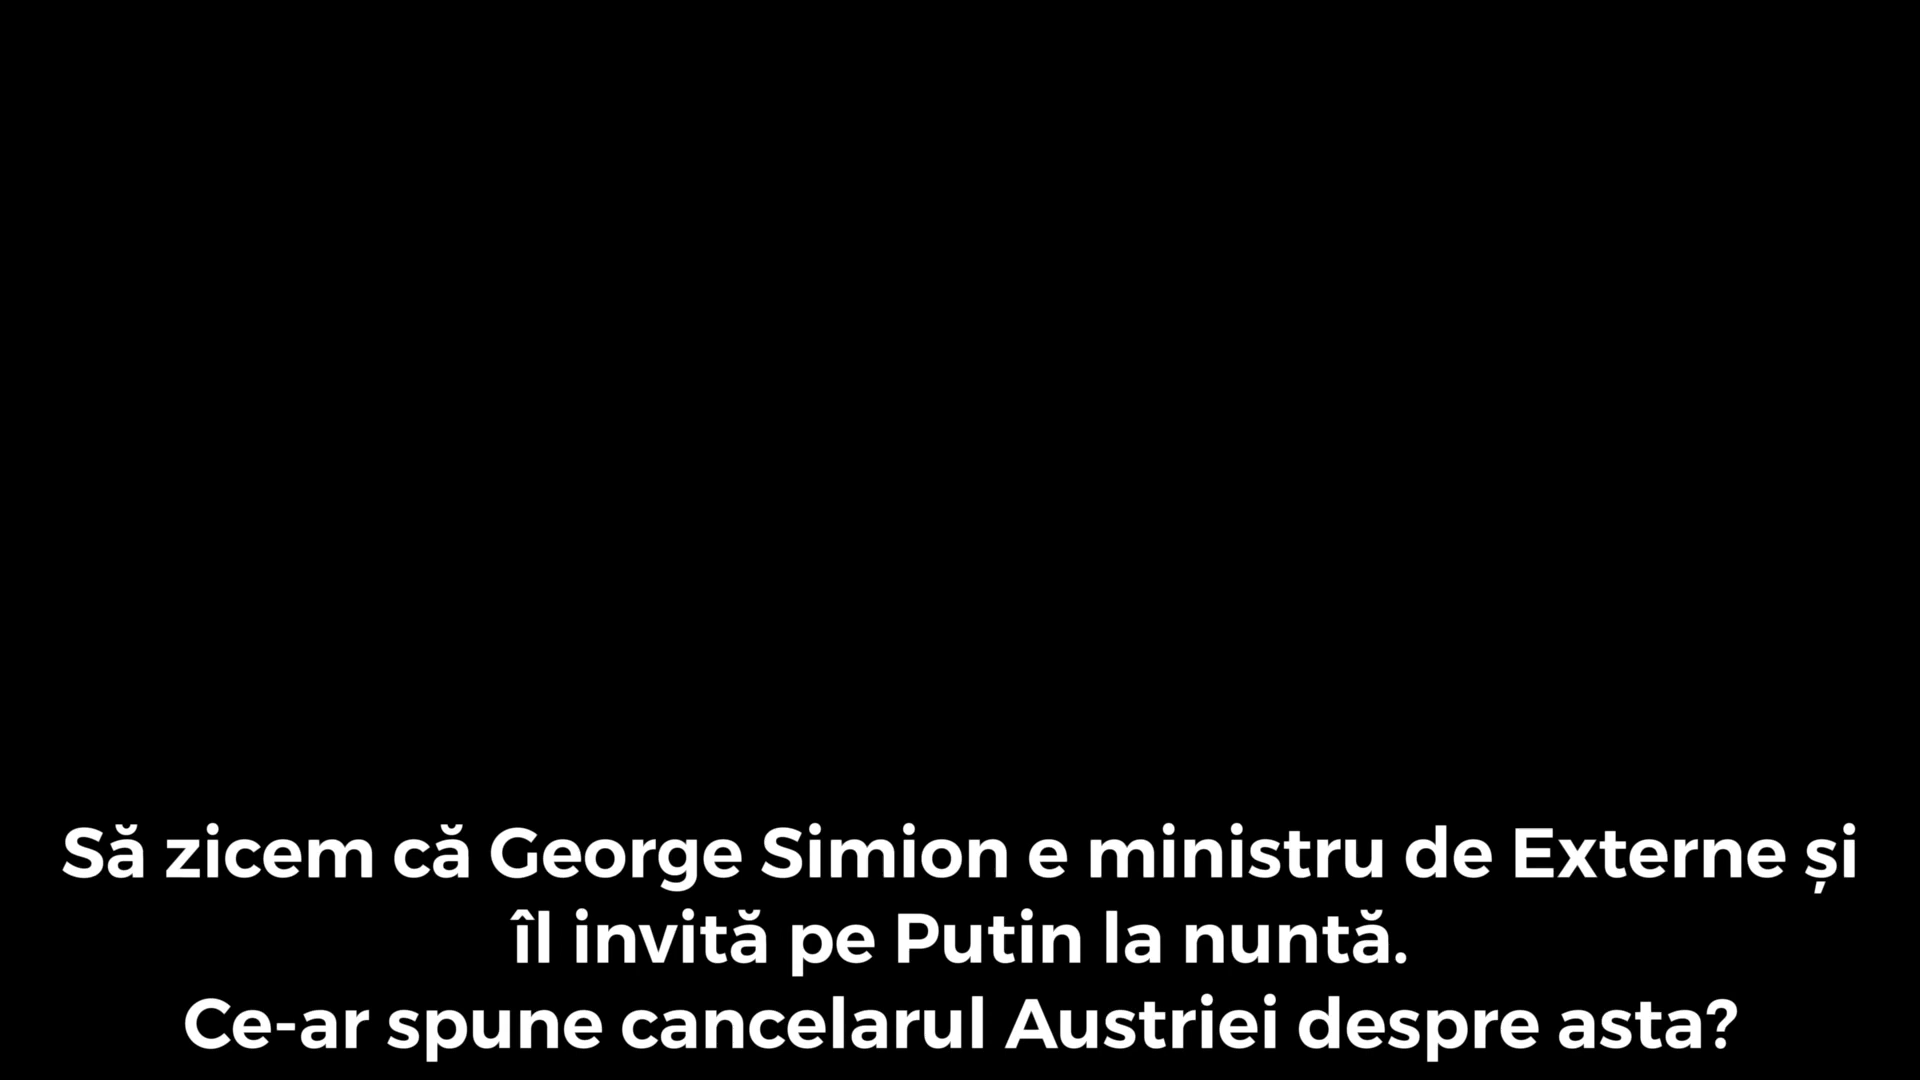 Să zicem că George Simion e ministru de Externe și
îl invită pe Putin la nuntă.
Ce-ar spune cancelarul Austriei despre asta?